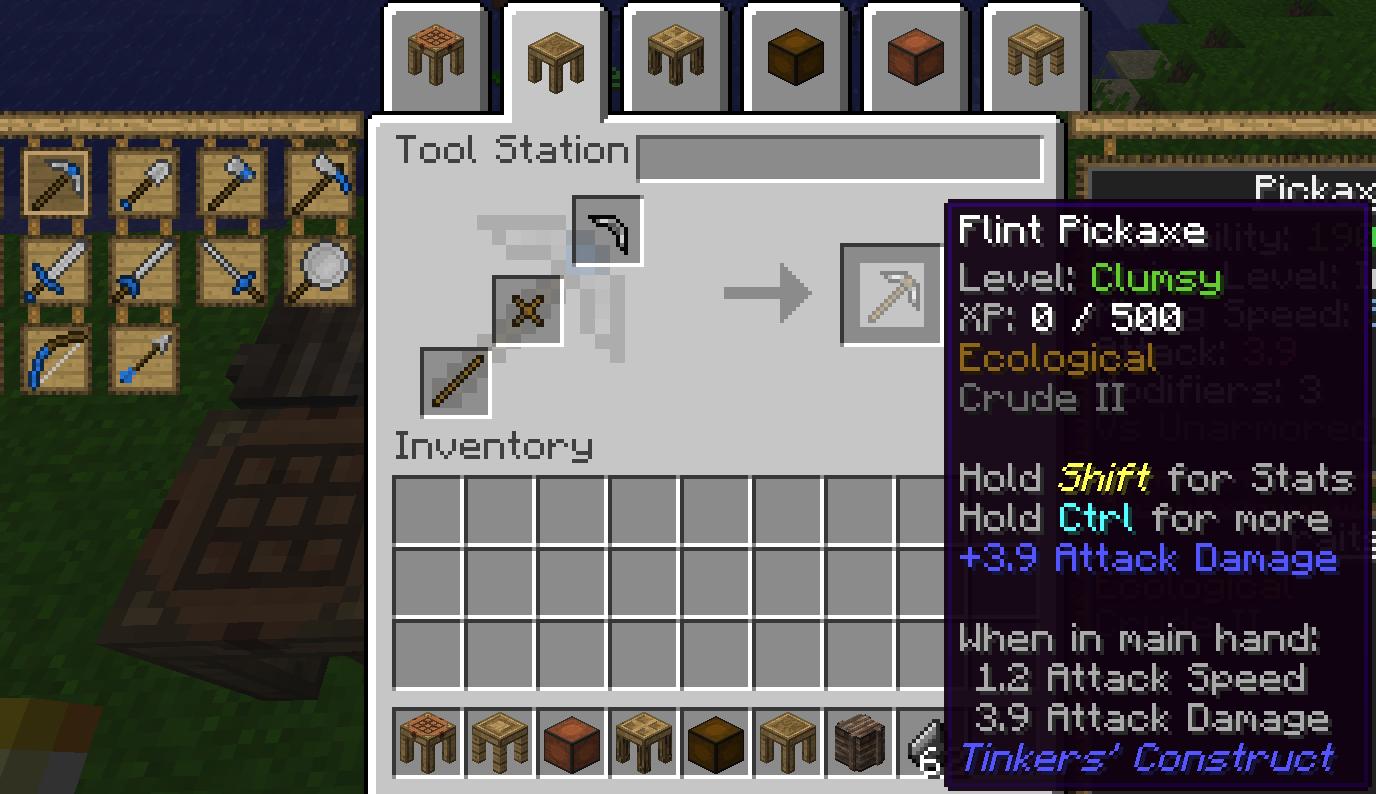 Tool Station
Pickax
Flint Pickaxe
Level: Clumsy
XP: 0 / 500
Ecological
Crude II
Hold Shift for Stats
Hold Ctrl for more
+3.9 Attack Damage
When in main hand:
1.2 Attack Speed
3.9 Attack Damage
Tinkers' Construct
Inventory
6